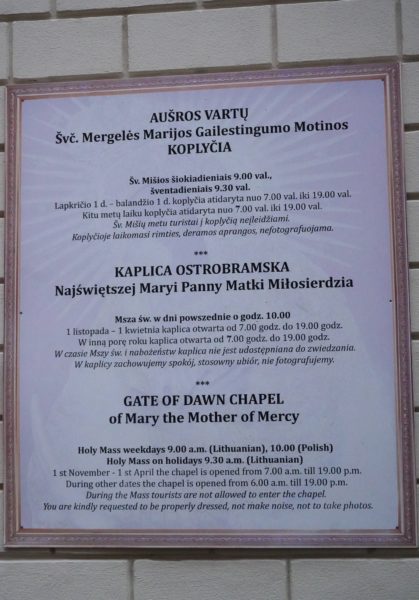 AUŠROS VARTŲ
Švč. Mergelės Marijos Gailestingumo Motinos
KOPLYČIA
Šv. Mišios šiokiadieniais 9.00 val.,
šventadieniais 9.30 val.
Lapkričio 1 d. – balandžio 1 d. koplyčia atidaryta nuo 7.00 val. iki 19.00 val.
Kitu metų laiku koplyčia atidaryta nuo 7.00 val. iki 19.00 val.
Šv. Mišių metu turistai į koplyčią neįleidžiami.
Koplyčioje laikomasi rimties, deramos aprangos, nefotografuojama.
***
KAPLICA OSTROBRAMSKA
Najświętszej Maryi Panny Matki Miłosierdzia
Msza św. w dni powszednie o godz. 10.00
1 listopada – 1 kwietnia kaplica otwarta od 7.00 godz. do 19.00 godz.
W inną porę roku kaplica otwarta od 7.00 godz. do 19.00 godz.
W czasie Mszy św. i nabożeństw kaplica nie jest udostępniana do zwiedzania.
W kaplicy zachowujemy spokój, stosowny ubiór, nie fotografujemy.
***
GATE OF DAWN CHAPEL
of Mary the Mother of Mercy
Holy Mass weekdays 9.00 a.m. (Lithuanian), 10.00 (Polish)
Holy Mass on holidays 9.30 a.m. (Lithuanian)
1 st November - 1 st April the chapel is opened from 7.00 a.m. till 19.00 p.m.
During other dates the chapel is opened from 6.00 a.m. till 19.00 p.m.
During the Mass tourists are not allowed to enter the chapel.
You are kindly requested to be properly dressed, not make noise, not to take photos.